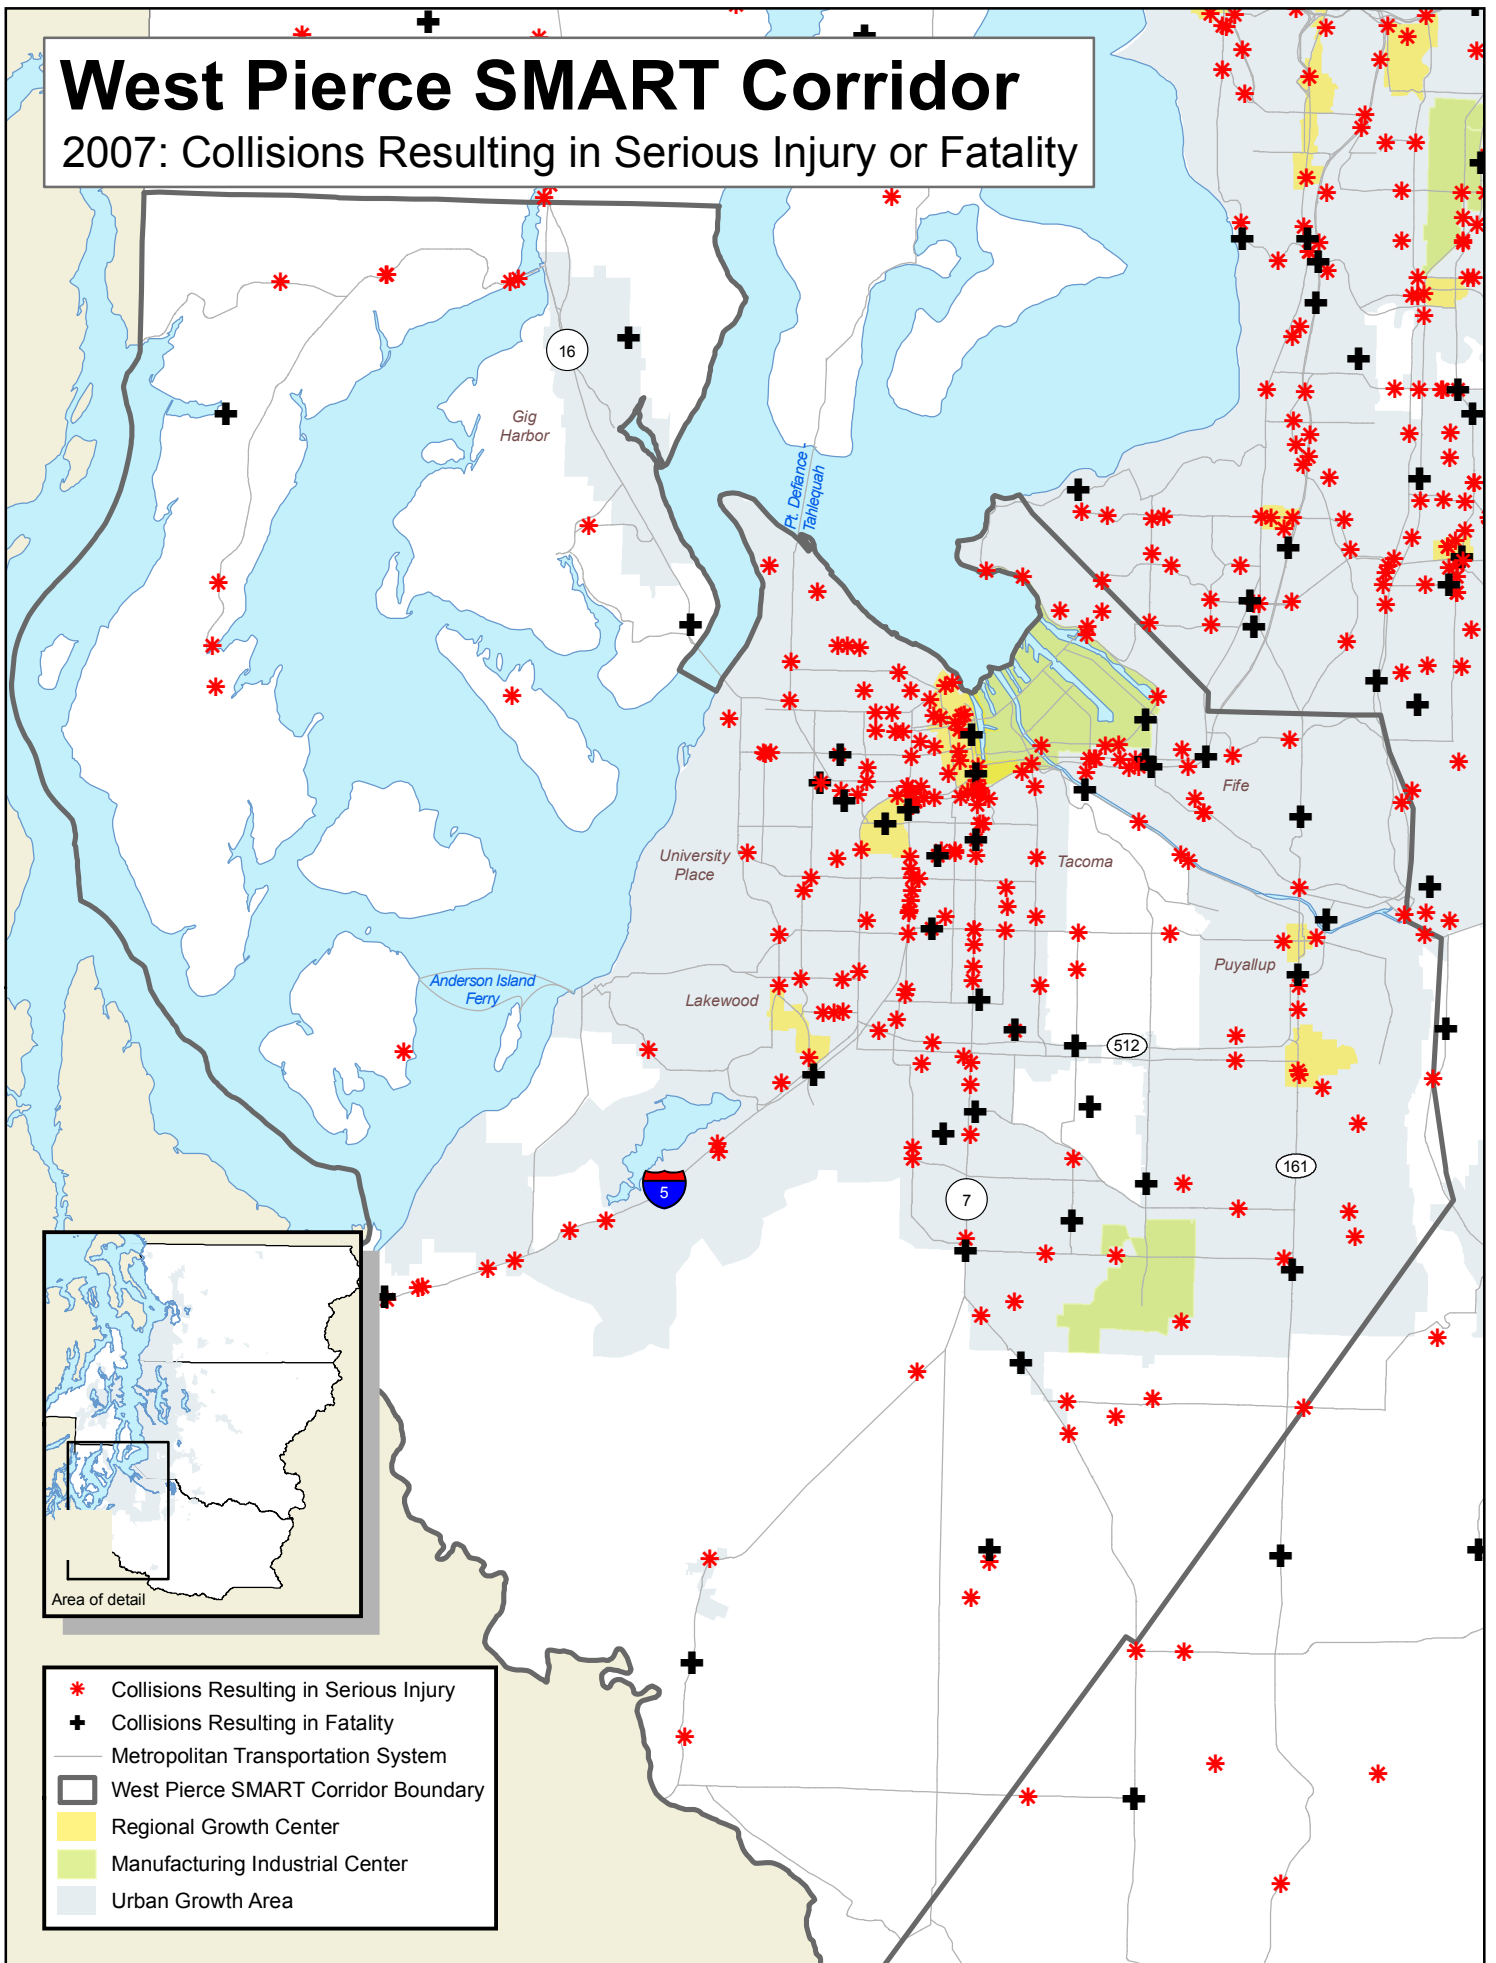 West Pierce SMART Corridor
2007: Collisions Resulting in Serious Injury or Fatality
16
Gig
Harbor
Pt. Defiance -
Tahlequah
Fife
University
Place
Tacoma
Puyallup
Anderson Island
Ferry
Lakewood
512
161
5
7
Area of detail
Collisions Resulting in Serious Injury
Collisions Resulting in Fatality
Metropolitan Transportation System
West Pierce SMART Corridor Boundary
Regional Growth Center
Manufacturing Industrial Center
Urban Growth Area